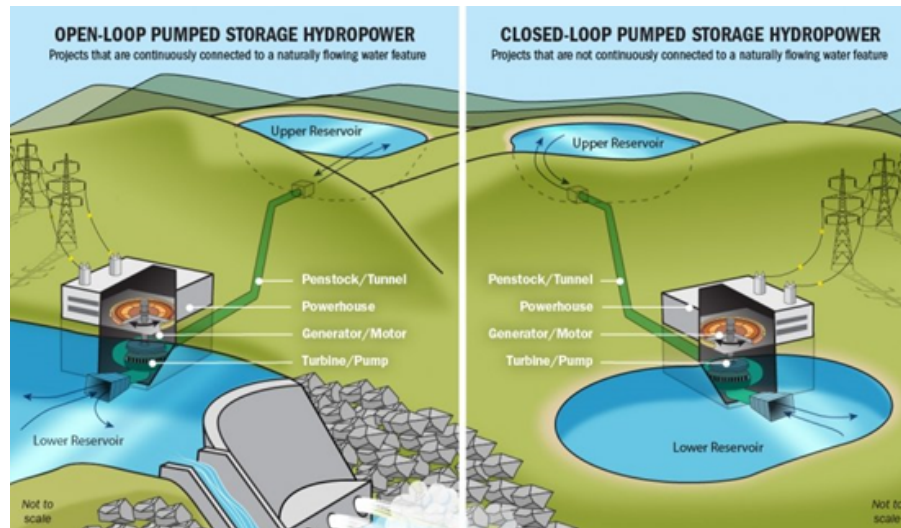 OPEN-LOOP PUMPED STORAGE HYDROPOWER
Projects that are continuously connected to a naturally flowing water feature
Upper Reservoir
Penstock/Tunnel
Powerhouse
Generator/Motor
Turbine/Pump
Lower Reservoir
Not to
scale
CLOSED-LOOP PUMPED STORAGE HYDROPOWER
Projects that are not continuously connected to a naturally flowing water feature
Upper Reservoir
Penstock/Tunnel
Powerhouse
Generator/Motor
Turbine/Pump
Lower Reservoir
Not to
scale